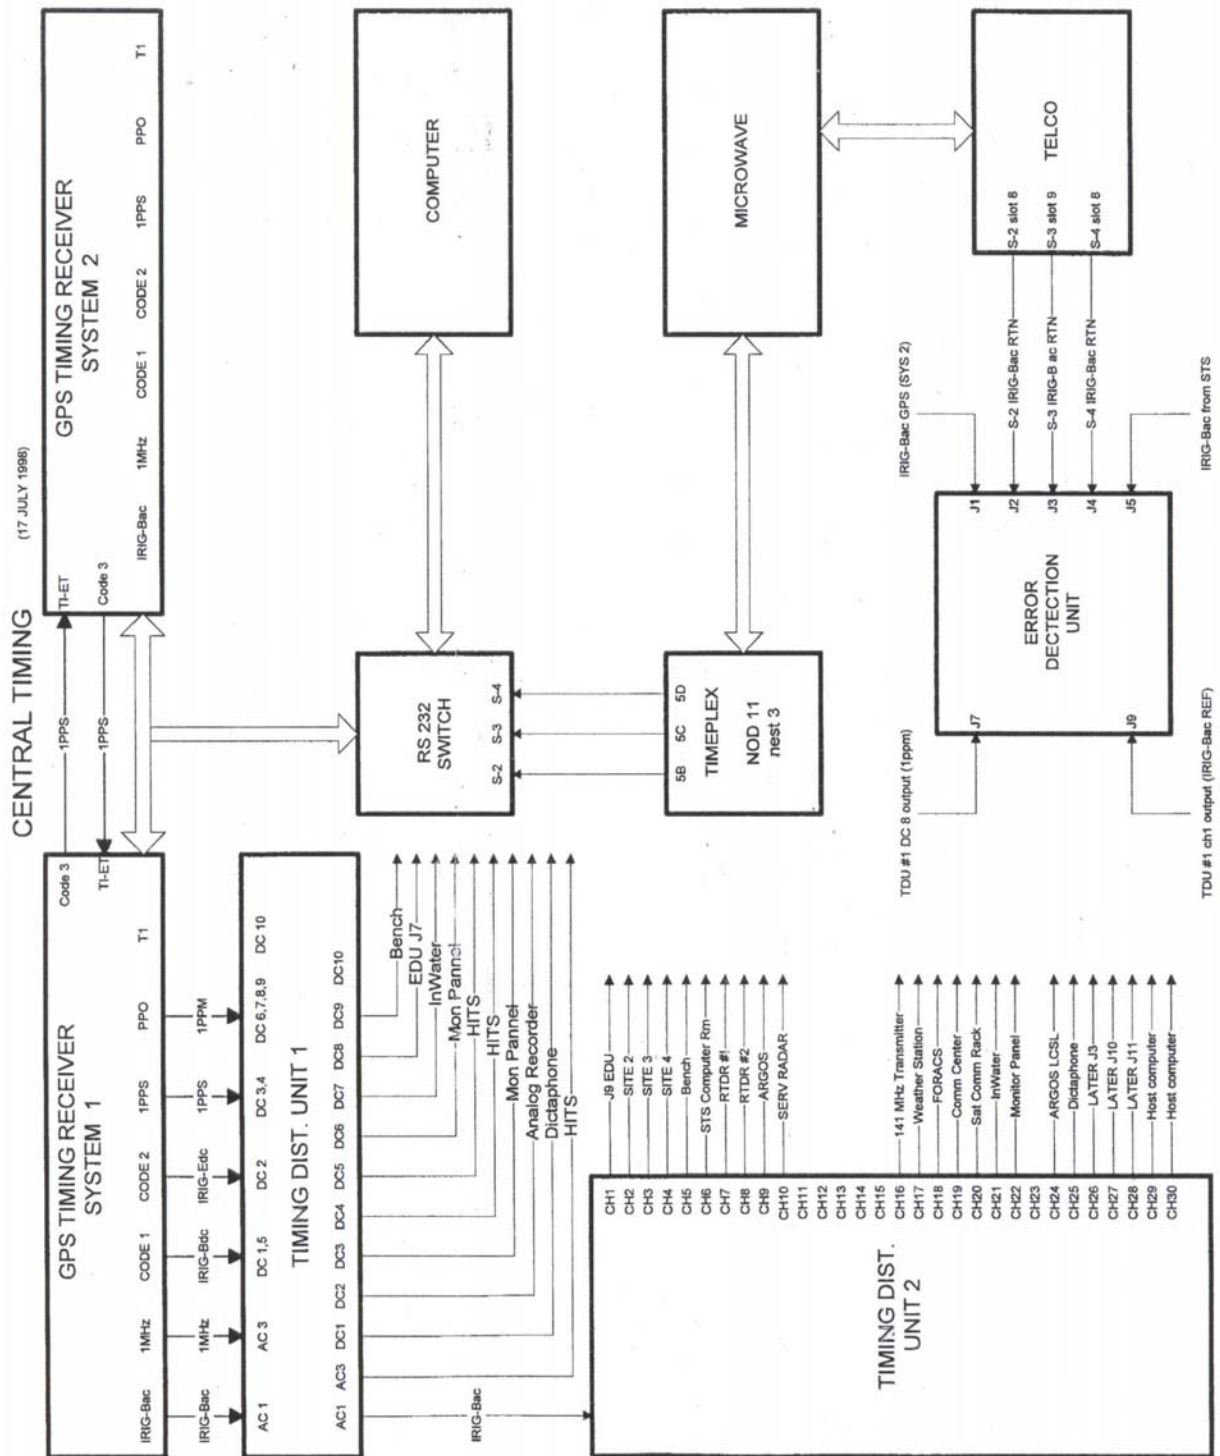 CENTRAL TIMING
(17 JULY 1998)
GPS TIMING RECEIVER
SYSTEM 1
Code 3
TI-ET
IRIG-Bac
1MHz
CODE 1
CODE 2
1PPS
PPO
T1
1PPS
1PPS
GPS TIMING RECEIVER
SYSTEM 2
TI-ET
Code 3
IRIG-Bac
1MHz
CODE 1
CODE 2
1PPS
PPO
T1
IRIG-Bac
1MHz
IRIG-Bdc
IRIG-Edc
1PPS
1PPM
AC 1
AC 3
DC 1,5
DC 2
DC 3,4
DC 6,7,8,9
DC 10
TIMING DIST. UNIT 1
AC1
AC3
DC1
DC2
DC3
DC4
DC5
DC6
DC7
DC8
DC9
DC10
Bench
EDU J7
InWater
Mon Pannel
HITS
HITS
Mon Pannel
Analog Recorder
Dictaphone
HITS
IRIG-Bac
RS 232
SWITCH
S-2
S-3
S-4
COMPUTER
5B
5C
5D
TIMEPLEX
NOD 11
nest 3
MICROWAVE
TIMING DIST.
UNIT 2
CH1
J9 EDU
CH2
SITE 2
CH3
SITE 3
CH4
SITE 4
CH5
Bench
CH6
STS Computer Rm
CH7
RTDR #!
CH8
RTDR #2
CH9
ARGOS
CH10
SERV RADAR
CH11
CH12
CH13
CH14
CH15
CH16
141 MHz Transmitter
CH17
Weather Station
CH18
FORACS
CH19
Comm Center
CH20
Sat Comm Rack
CH21
InWater
CH22
Monitor Panel
CH23
CH24
ARGOS LCSL
CH25
Dictaphone
CH26
LATER J3
CH27
LATER J10
CH28
LATER J11
CH29
Host computer
CH30
Host computer
TDU #1 DC 8 output (1ppm)
TDU #1 ch1 output (IRIG-Bac REF)
J7
J9
ERROR
DECTECTION
UNIT
J1
J2
J3
J4
J5
IRIG-Bac GPS (SYS 2)
S-2 IRIG-Bac RTN
S-3 IRIG-B ac RTN
S-4 IRIG-Bac RTN
IRIG-Bac from STS
S-2 slot 8
S-3 slot 9
S-4 slot 8
TELCO